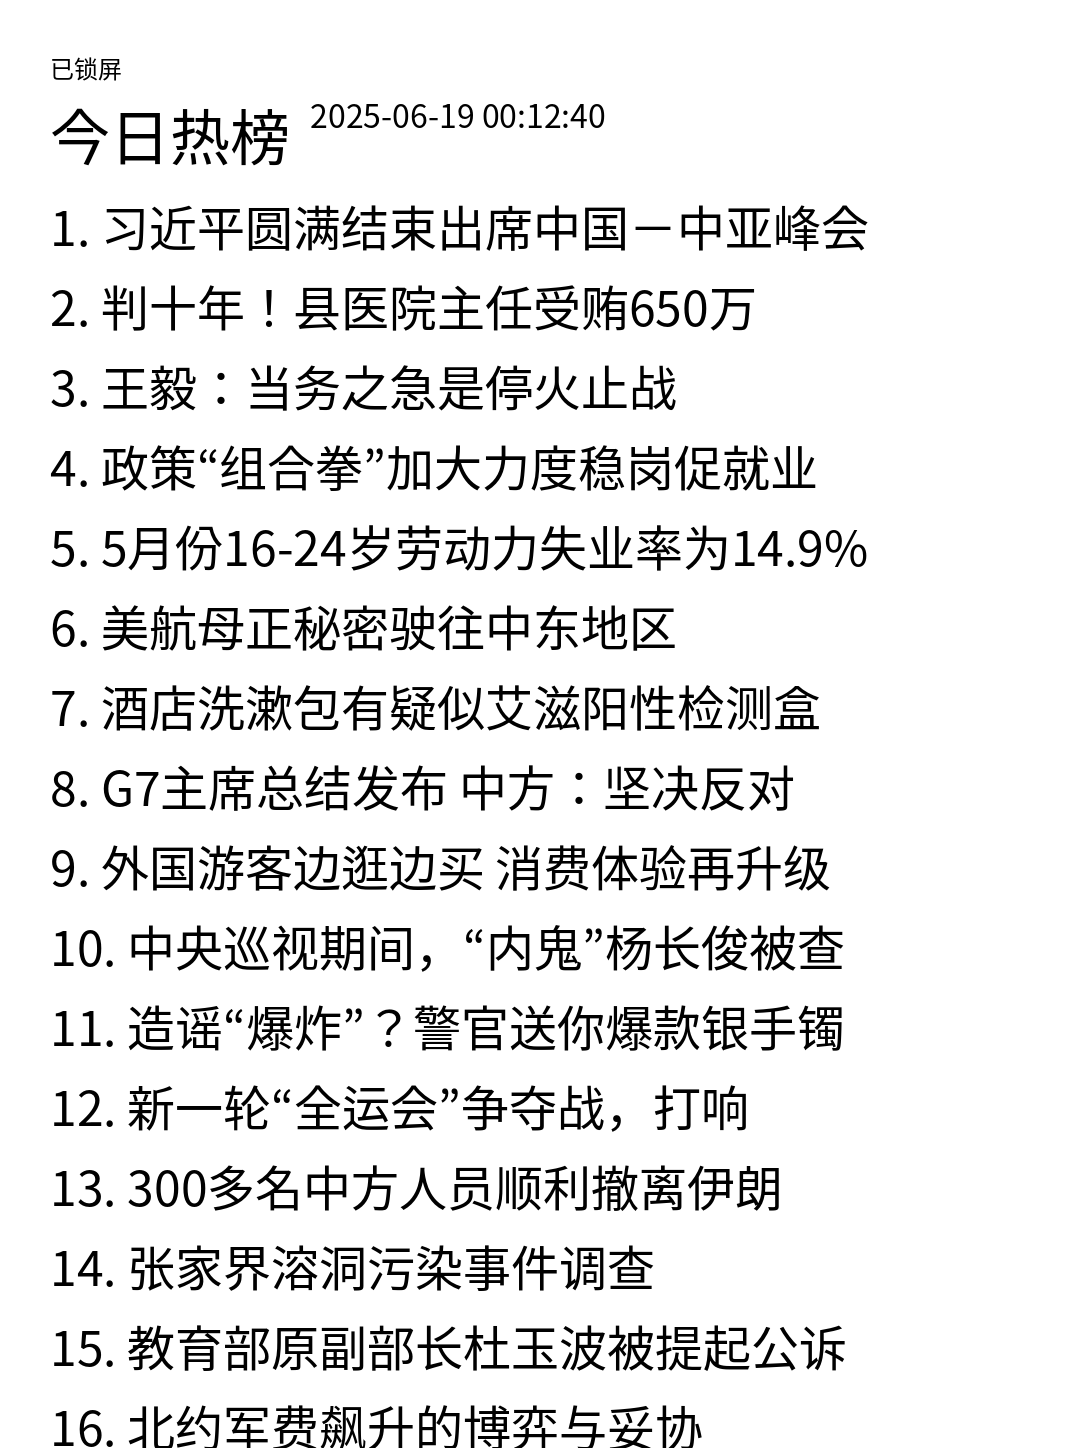 已锁屏
今日热榜 2025-06-19 00:12:40
1. 习近平圆满结束出席中国－中亚峰会
2. 判十年！县医院主任受贿650万
3. 王毅：当务之急是停火止战
4. 政策“组合拳”加大力度稳岗促就业
5. 5月份16-24岁劳动力失业率为14.9%
6. 美航母正秘密驶往中东地区
7. 酒店洗漱包有疑似艾滋阳性检测盒
8. G7主席总结发布 中方：坚决反对
9. 外国游客边逛边买 消费体验再升级
10. 中央巡视期间，“内鬼”杨长俊被查
11. 造谣“爆炸”？警官送你爆款银手镯
12. 新一轮“全运会”争夺战，打响
13. 300多名中方人员顺利撤离伊朗
14. 张家界溶洞污染事件调查
15. 教育部原副部长杜玉波被提起公诉
16. 北约军费飙升的博弈与妥协